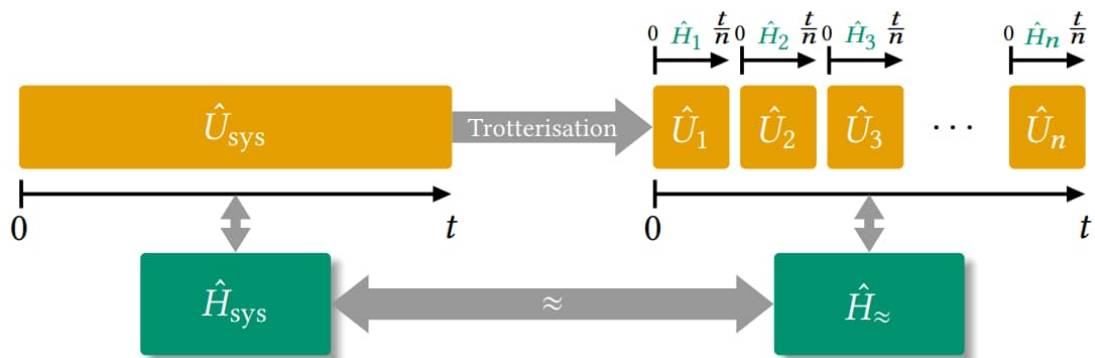 0 Ĥ₁ t/n 0 Ĥ₂ t/n 0 Ĥ₃ t/n 0 Ĥₙ t/n
Û_sys Trotterisation Û₁ Û₂ Û₃ ··· Ûₙ
0 t 0 t
Ĥ_sys ≈ Ĥ_≈